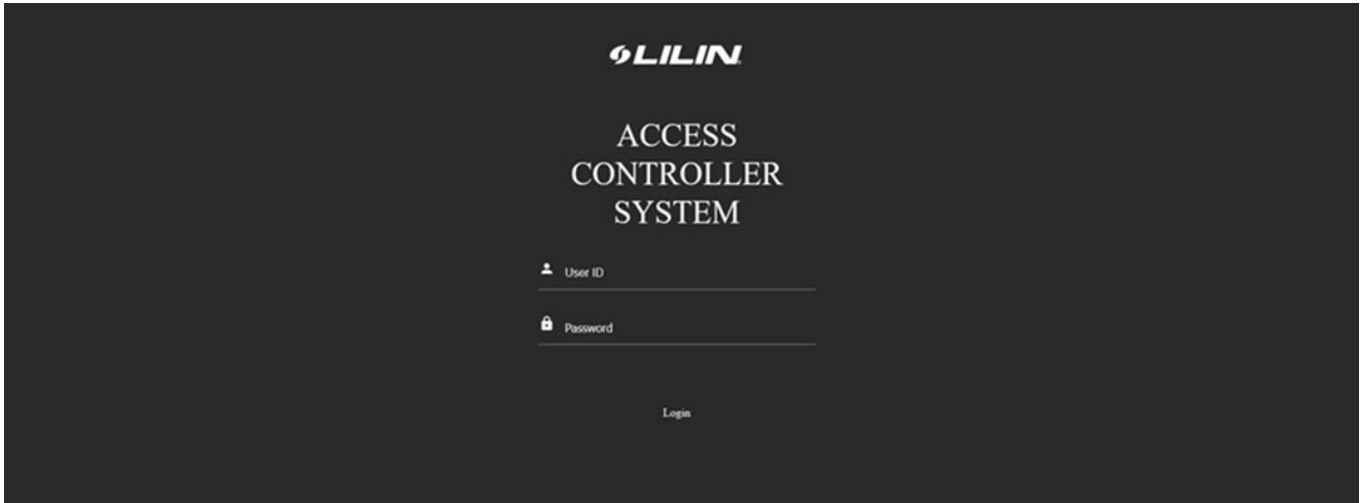 LILIN
ACCESS
CONTROLLER
SYSTEM
User ID
Password
Login